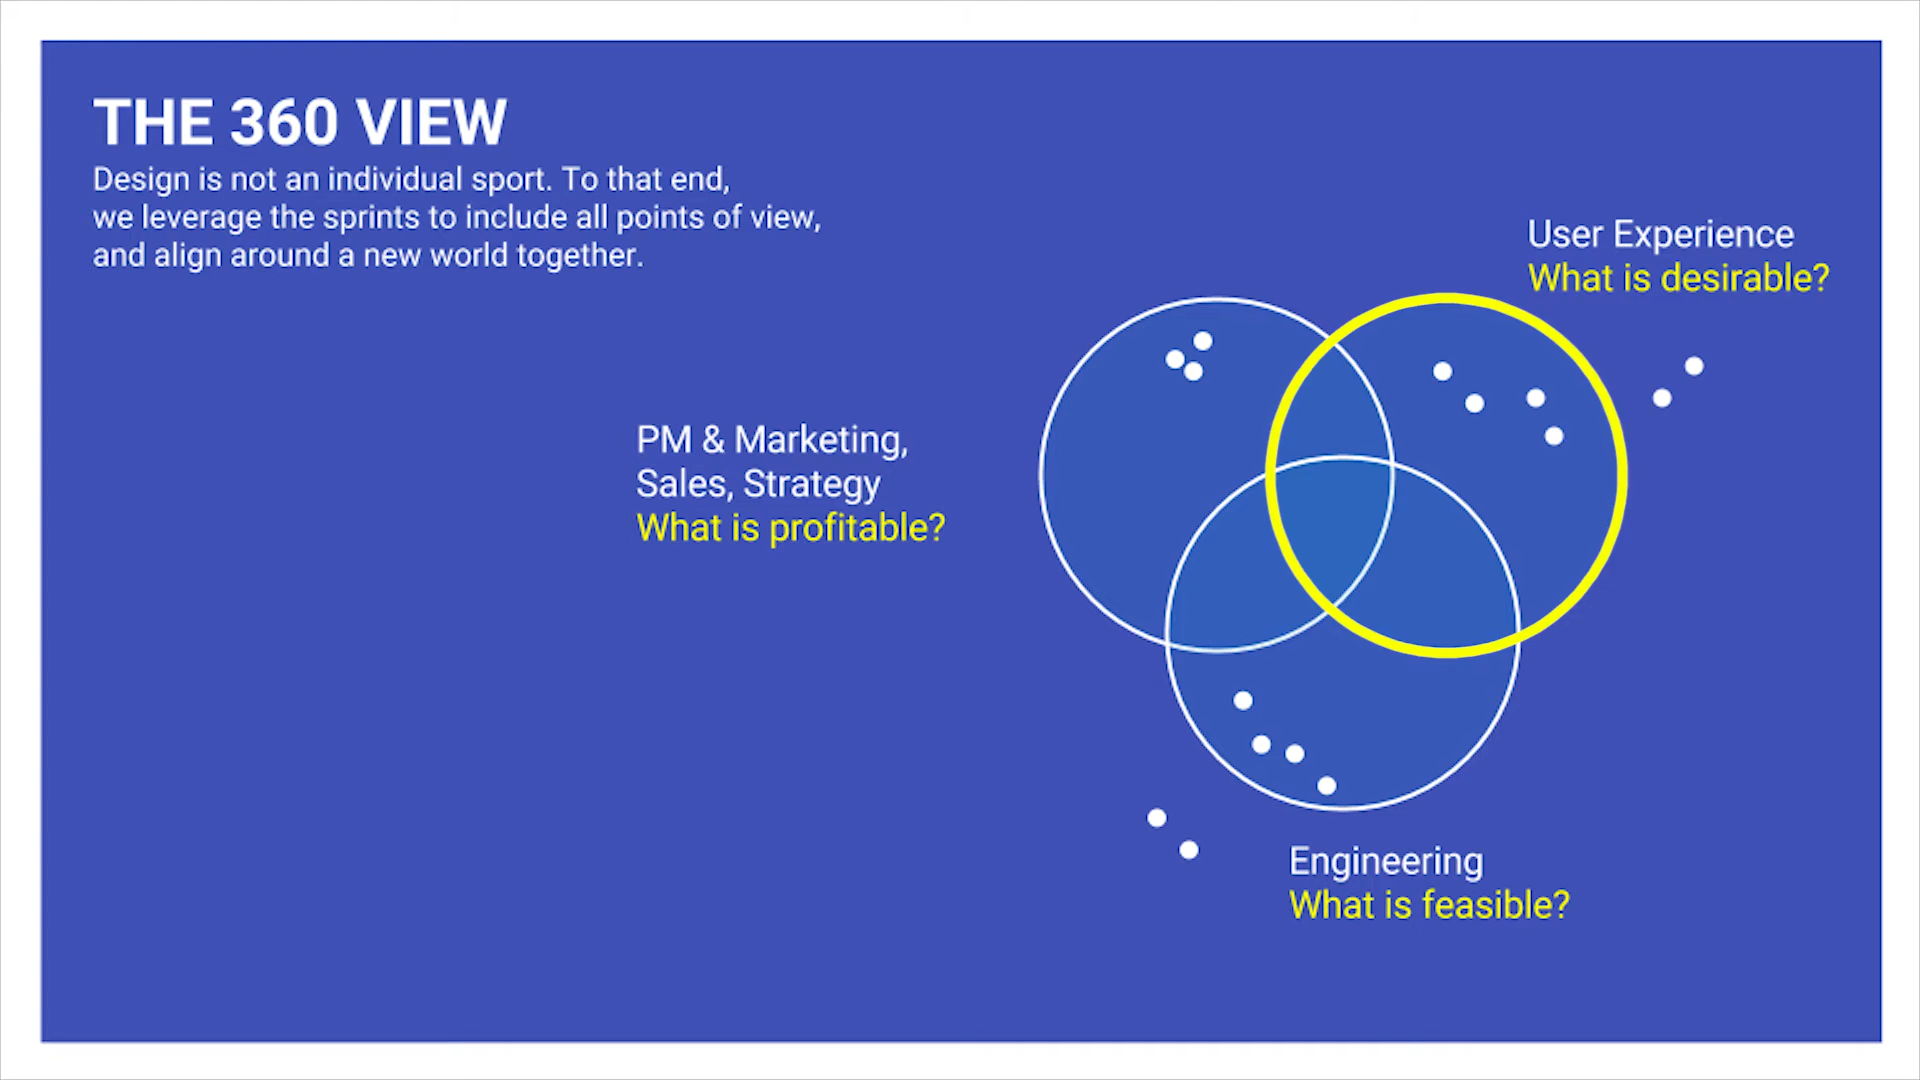 THE 360 VIEW
Design is not an individual sport. To that end,
we leverage the sprints to include all points of view,
and align around a new world together.
User Experience
What is desirable?
PM & Marketing,
Sales, Strategy
What is profitable?
Engineering
What is feasible?